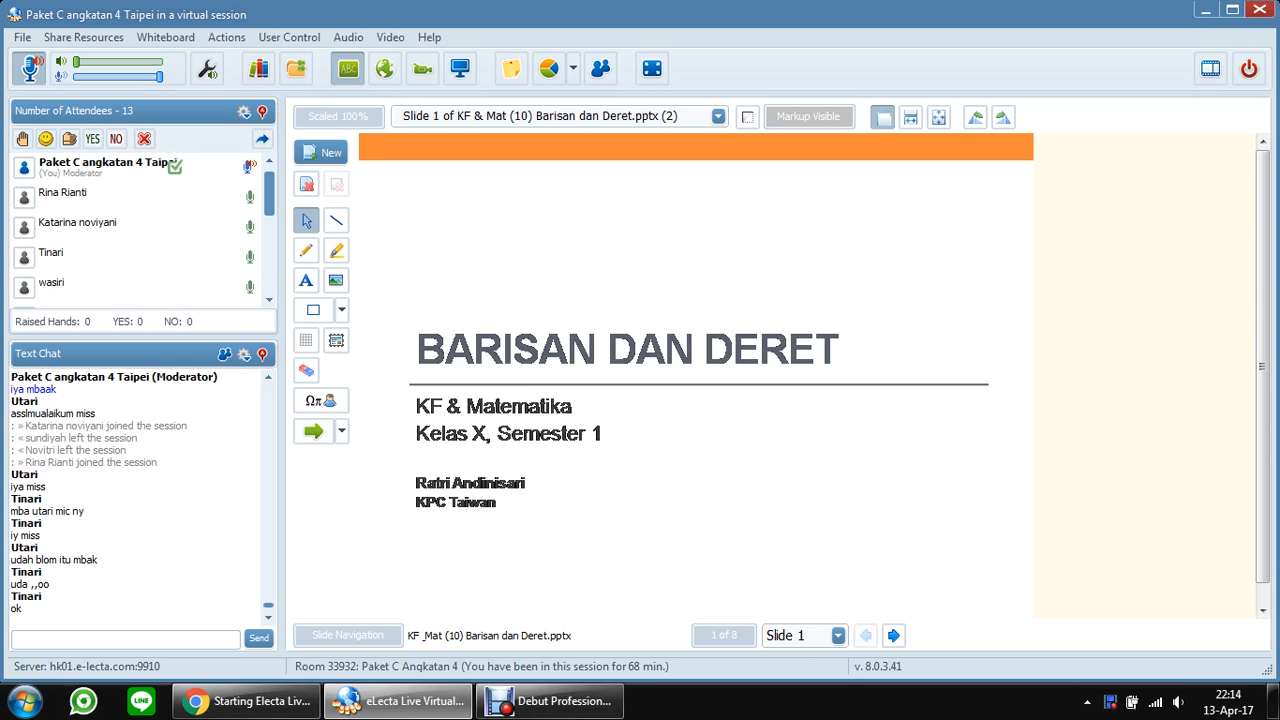 Paket C angkatan 4 Taipei in a virtual session
File Share Resources Whiteboard Actions User Control Audio Video Help
ABC
Number of Attendees - 13
YES NO
Paket C angkatan 4 Taipei
(You) Moderator
Rina Rianti
Katarina noviyani
Tinari
wasiri
Raised Hands: 0 YES: 0 NO: 0
Text Chat
Paket C angkatan 4 Taipei (Moderator)
iya mbaak
Utari
asslmualaikum miss
: » Katarina noviyani joined the session
: « sundiyah left the session
: « Novitri left the session
: » Rina Rianti joined the session
Utari
iya miss
Tinari
mba utari mic ny
Tinari
iy miss
Utari
udah blom itu mbak
Tinari
uda ,,oo
Tinari
ok
Send
Scaled 100%
Slide 1 of KF & Mat (10) Barisan dan Deret.pptx (2)
Markup Visible
New
A
Ωπ
BARISAN DAN DERET
KF & Matematika
Kelas X, Semester 1
Ratri Andinisari
KPC Taiwan
Slide Navigation
KF _Mat (10) Barisan dan Deret.pptx
1 of 8
Slide 1
Server: hk01.e-lecta.com:9910
Room 33932: Paket C Angkatan 4 (You have been in this session for 68 min.)
v. 8.0.3.41
LINE
Starting Electa Liv...
eLecta Live Virtual...
Debut Profession...
22:14
13-Apr-17